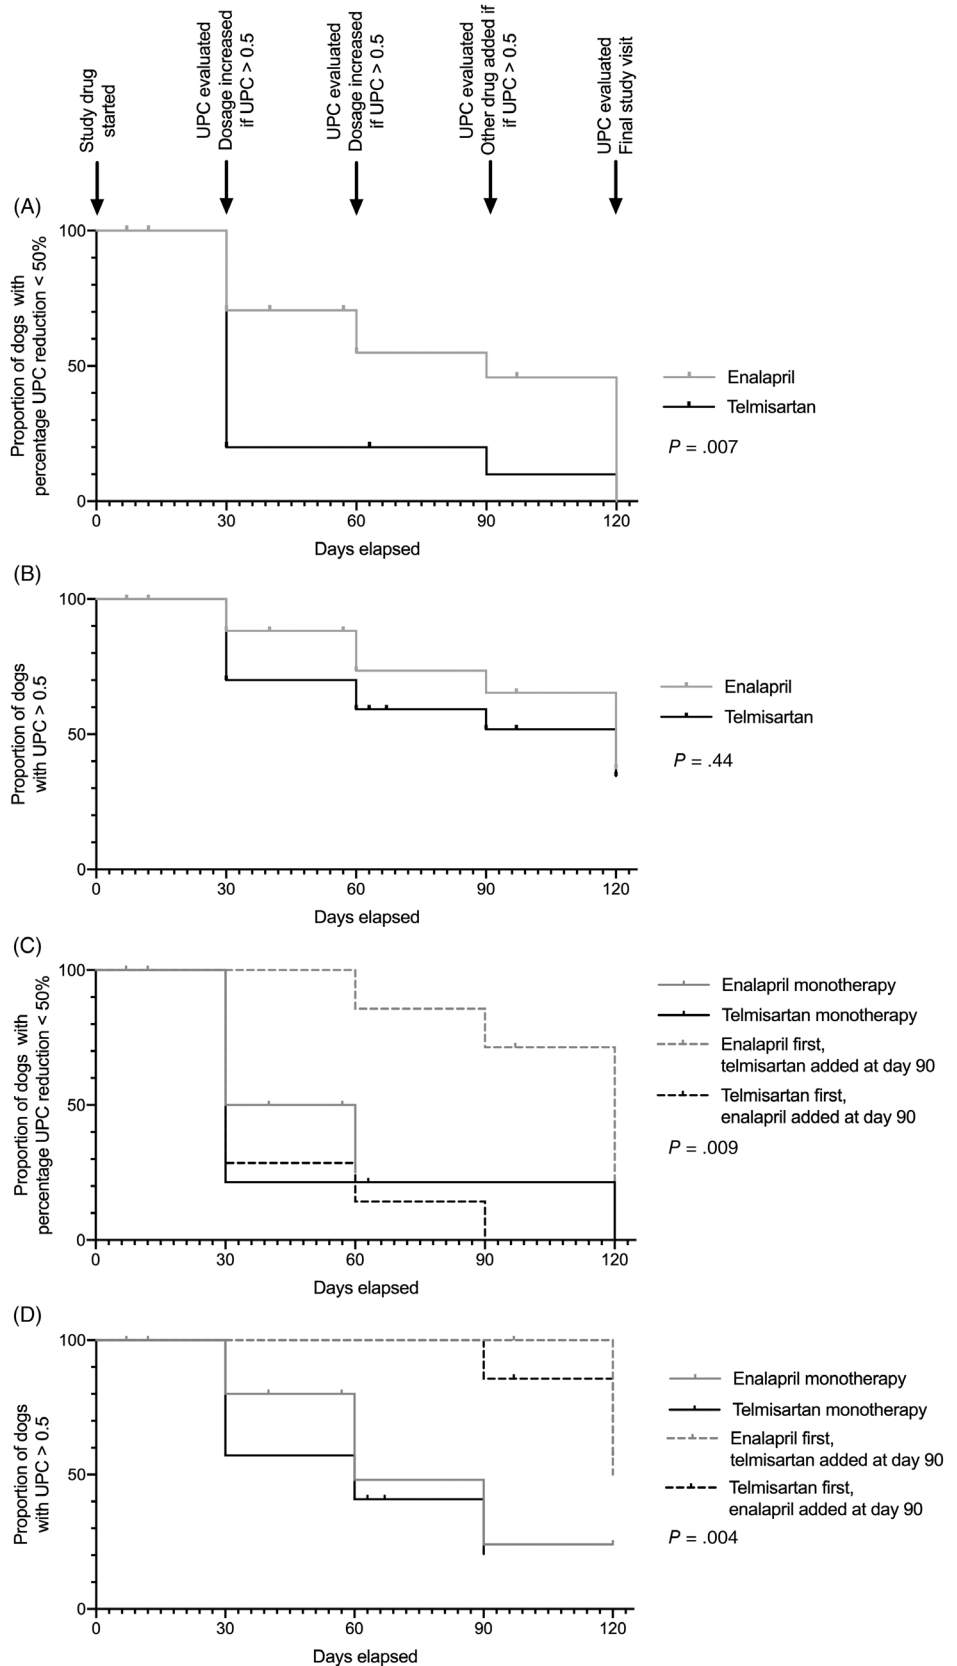 Study drug
started
UPC evaluated
Dosage increased
if UPC > 0.5
UPC evaluated
Dosage increased
if UPC > 0.5
UPC evaluated
Other drug added if
if UPC > 0.5
UPC evaluated
Final study visit
(A)
Proportion of dogs with
percentage UPC reduction < 50%
100
50
0
0 30 60 90 120
Days elapsed
Enalapril
Telmisartan
P = .007
(B)
Proportion of dogs
with UPC > 0.5
100
50
0
0 30 60 90 120
Days elapsed
Enalapril
Telmisartan
P = .44
(C)
Proportion of dogs with
percentage UPC reduction < 50%
100
50
0
0 30 60 90 120
Days elapsed
Enalapril monotherapy
Telmisartan monotherapy
Enalapril first,
telmisartan added at day 90
Telmisartan first,
enalapril added at day 90
P = .009
(D)
Proportion of dogs
with UPC > 0.5
100
50
0
0 30 60 90 120
Days elapsed
Enalapril monotherapy
Telmisartan monotherapy
Enalapril first,
telmisartan added at day 90
Telmisartan first,
enalapril added at day 90
P = .004